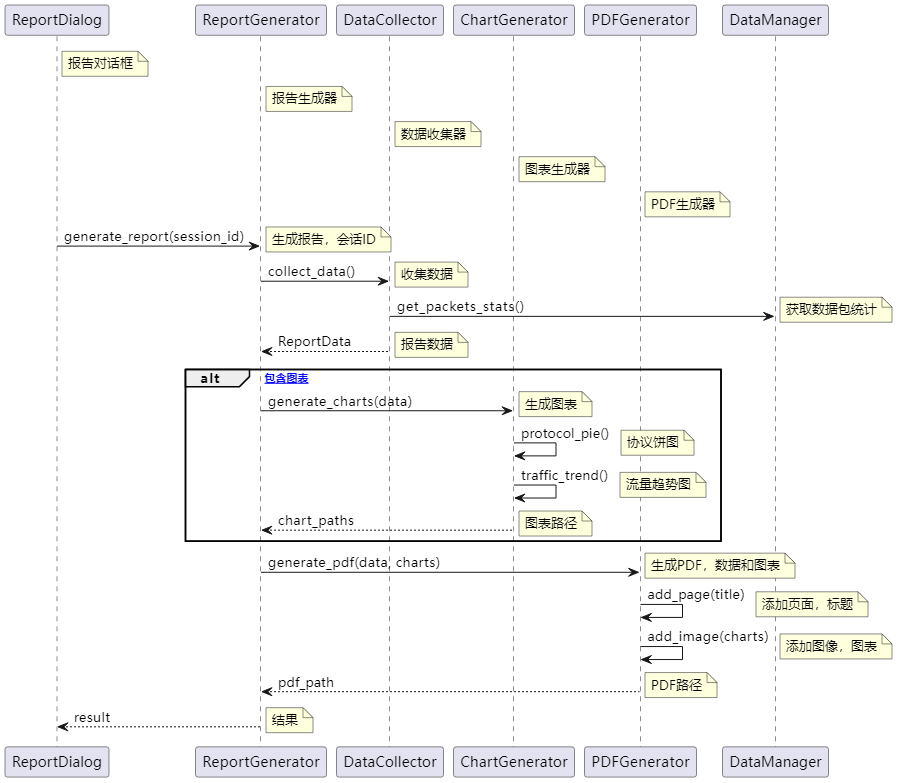 ReportDialog
ReportGenerator
DataCollector
ChartGenerator
PDFGenerator
DataManager
报告对话框
报告生成器
数据收集器
图表生成器
PDF生成器
generate_report(session_id)
生成报告，会话ID
collect_data()
收集数据
get_packets_stats()
获取数据包统计
ReportData
报告数据
alt
包含图表
generate_charts(data)
生成图表
protocol_pie()
协议饼图
traffic_trend()
流量趋势图
chart_paths
图表路径
generate_pdf(data, charts)
生成PDF，数据和图表
add_page(title)
添加页面，标题
add_image(charts)
添加图像，图表
pdf_path
PDF路径
result
结果
ReportDialog
ReportGenerator
DataCollector
ChartGenerator
PDFGenerator
DataManager